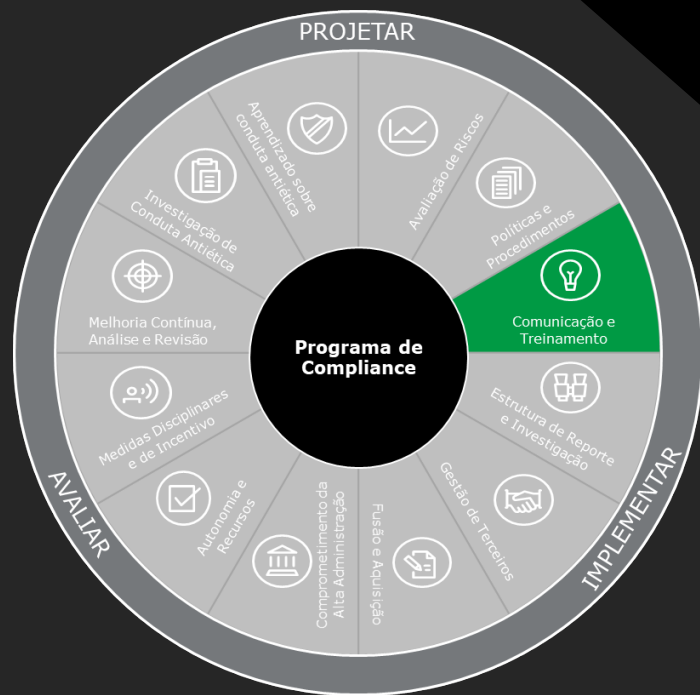 PROJETAR
Avaliação de Riscos
Políticas e
Procedimentos
Comunicação e
Treinamento
Estrutura de Reporte
e Investigação
IMPLEMENTAR
Gestão de Terceiros
Fusão e Aquisição
Comprometimento da
Alta Administração
Autonomia e
Recursos
AVALIAR
Medidas Disciplinares
e de Incentivo
Melhoria Contínua,
Análise e Revisão
Investigação de
Conduta Antiética
Aprendizado sobre
conduta antiética
Programa de
Compliance